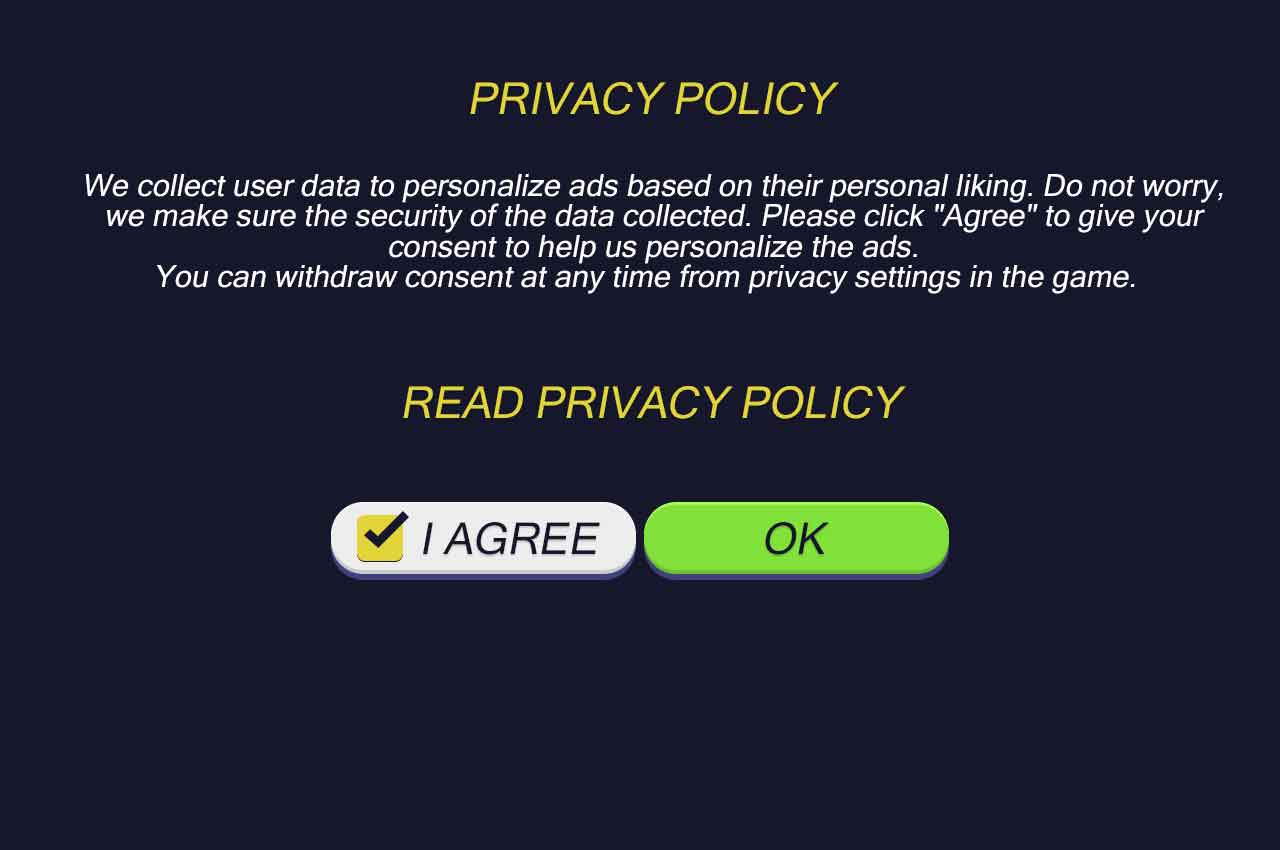 PRIVACY POLICY
We collect user data to personalize ads based on their personal liking. Do not worry,
we make sure the security of the data collected. Please click "Agree" to give your
consent to help us personalize the ads.
You can withdraw consent at any time from privacy settings in the game.
READ PRIVACY POLICY
I AGREE
OK